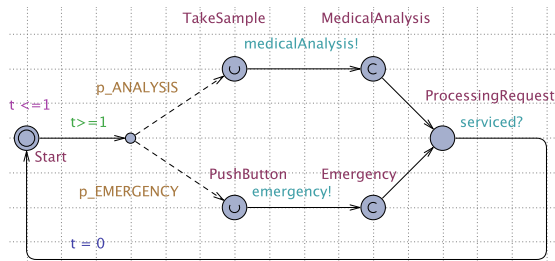 TakeSample
MedicalAnalysis
medicalAnalysis!
p_ANALYSIS
ProcessingRequest
t <=1
t>=1
serviced?
Start
PushButton
Emergency
p_EMERGENCY
emergency!
U
C
U
C
t = 0